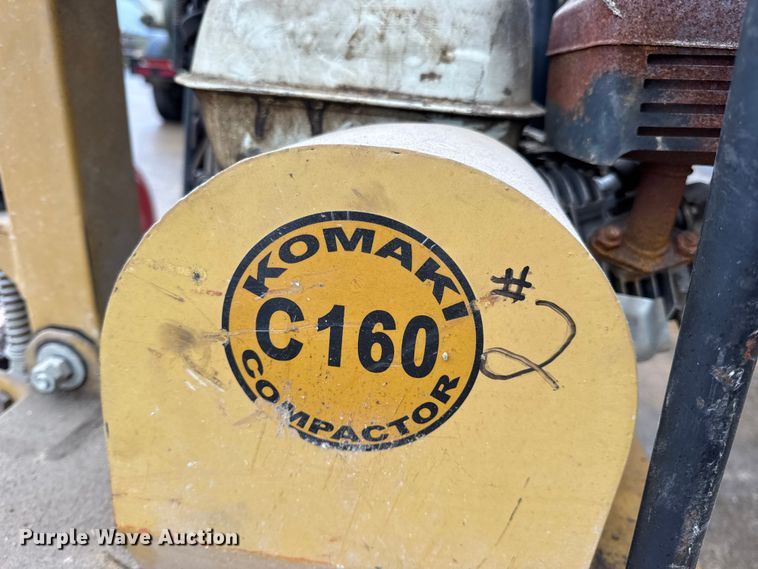 KOMAKI
C160
COMPACTOR
# 2
Purple Wave Auction